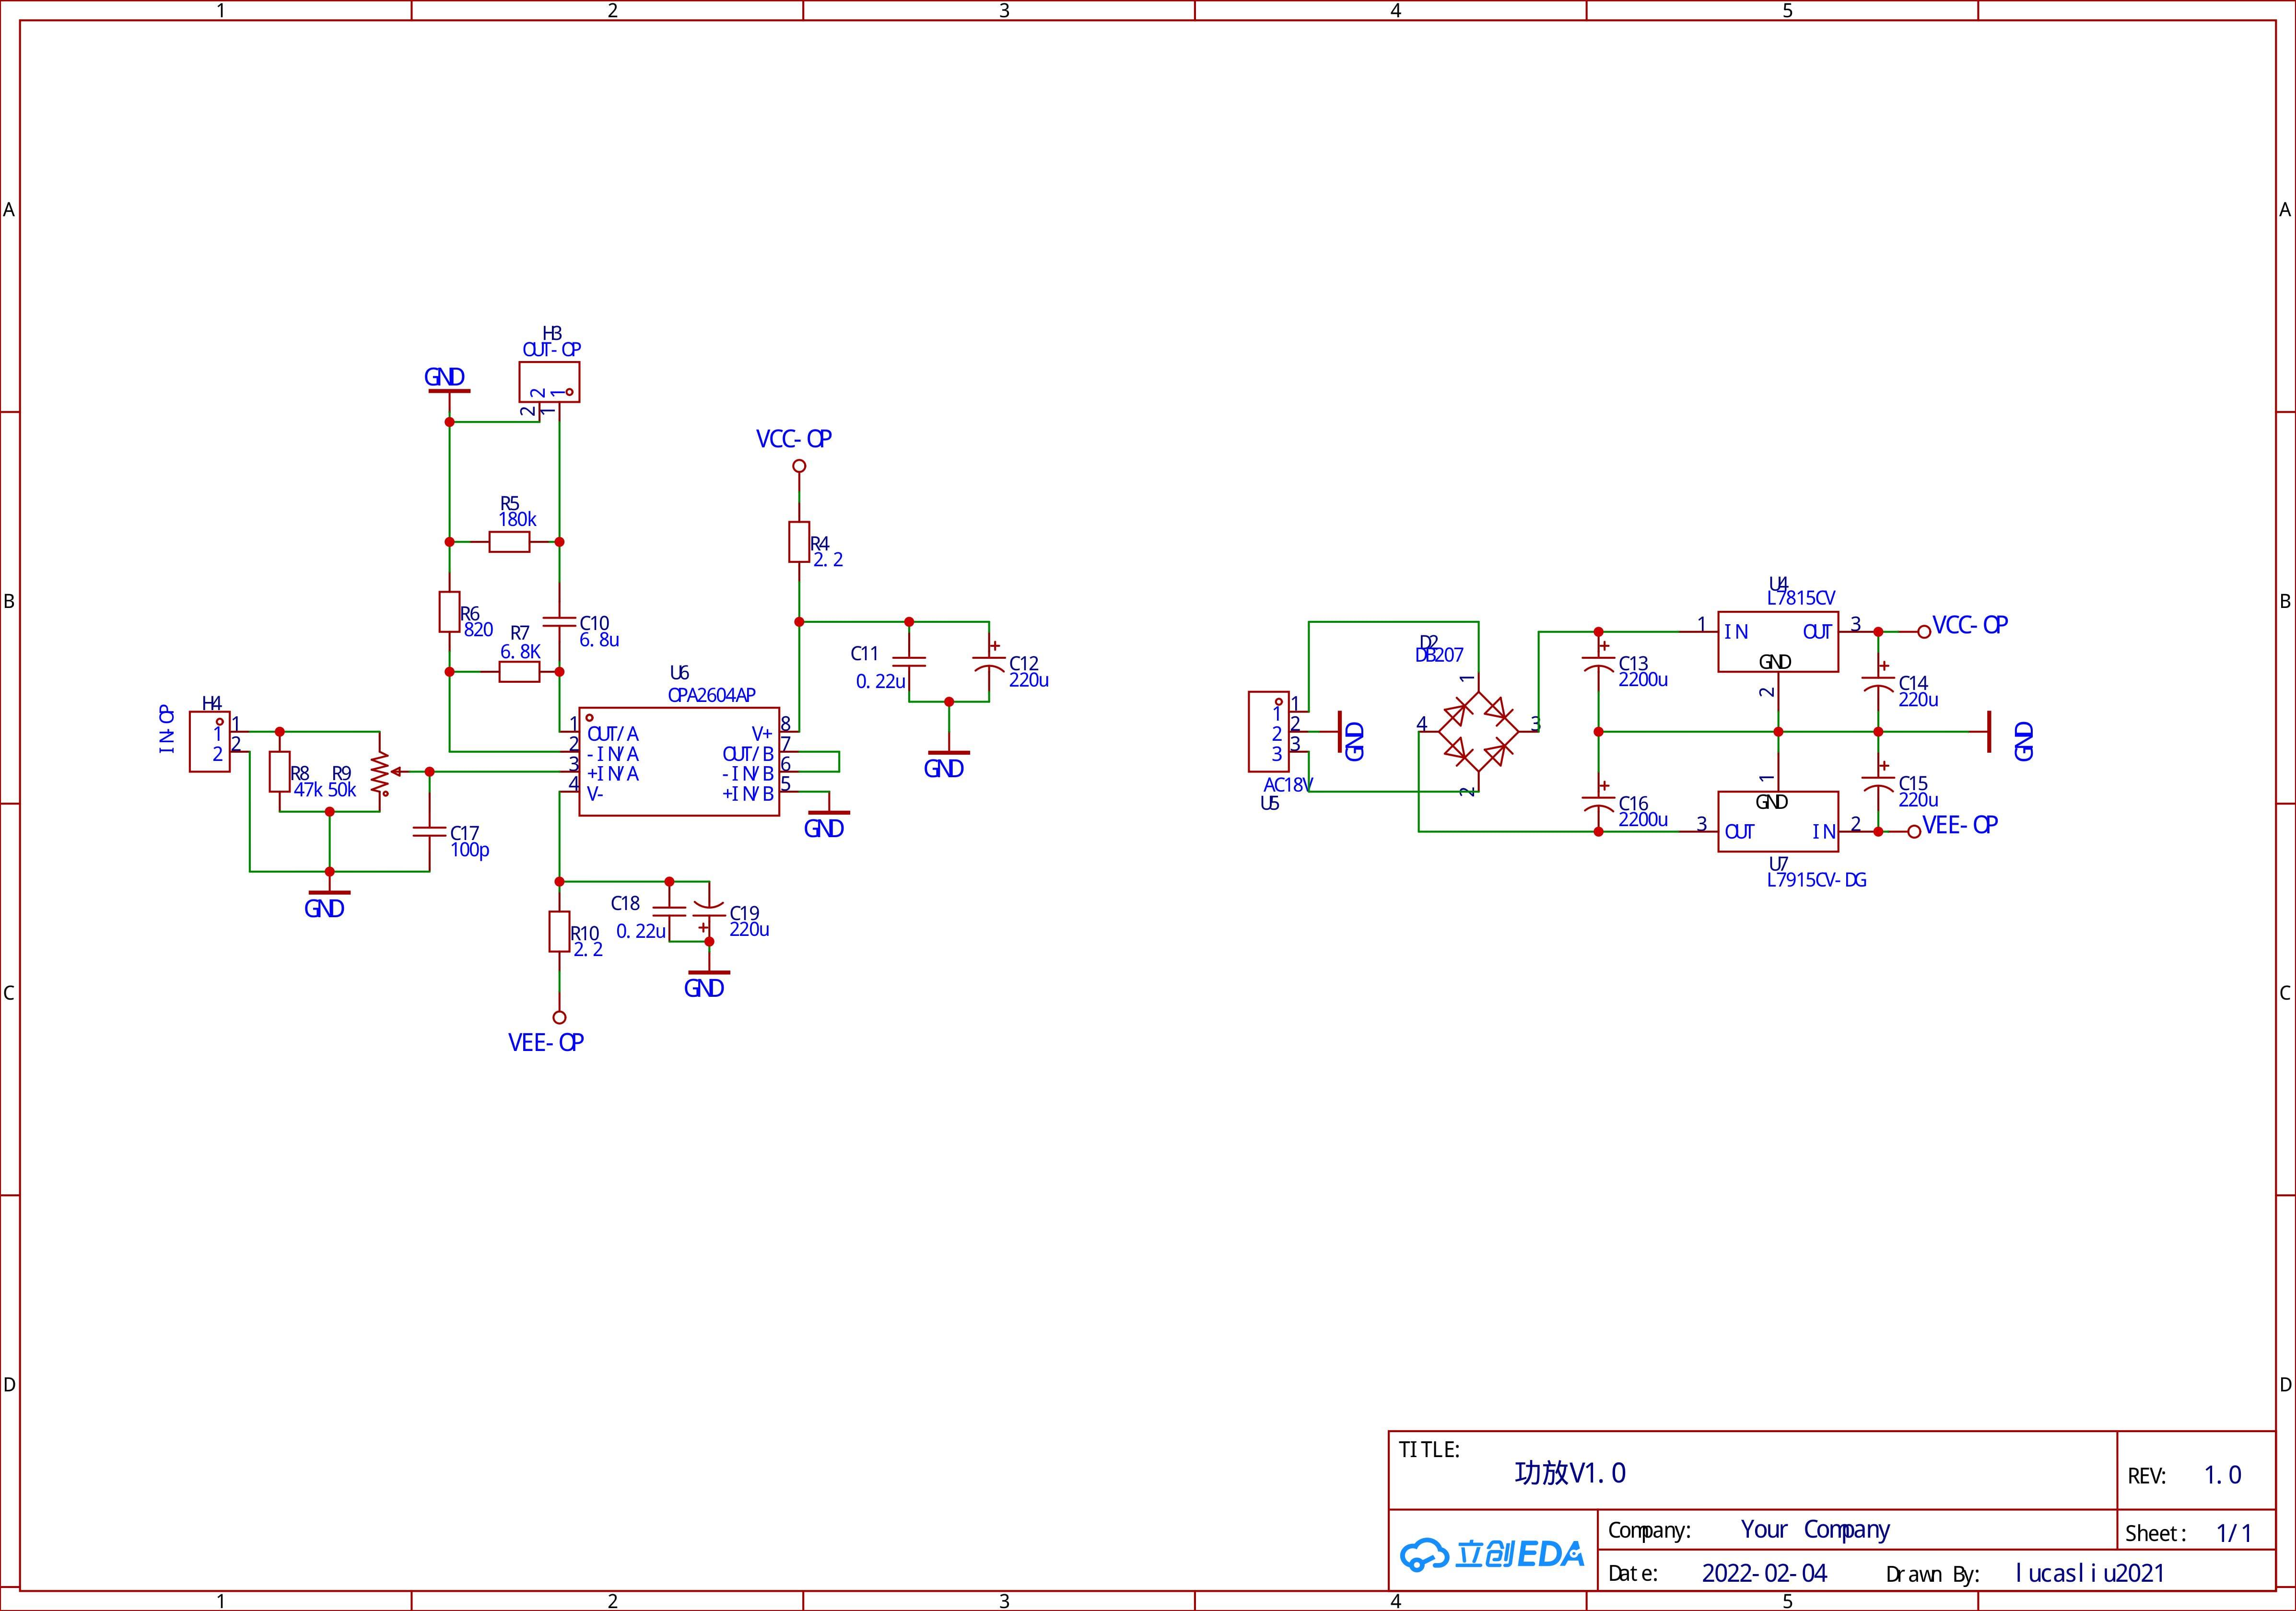 1 2 3 4 5
A A
B B
C C
D D
H3
OUT-OP
GND
2 1
2 1
VCC-OP
R5
180k
R4
2.2
R6
820
R7
6.8K
C10
6.8u
C11
0.22u
C12
220u
GND
U6
OPA2604AP
1 OUT/A V+ 8
2 -IN/A OUT/B 7
3 +IN/A -IN/B 6
4 V- +IN/B 5
GND
H4
IN-OP
1 1
2 2
R8
47k
R9
50k
C17
100p
GND
C18
0.22u
C19
220u
GND
R10
2.2
VEE-OP
U4
L7815CV
1 IN OUT 3
GND
2
VCC-OP
D2
DB207
1
4 3
2
C13
2200u
C14
220u
1 1
2 2
3 3
GND
AC18V
U5
GND
C16
2200u
C15
220u
1
GND
3 OUT IN 2
VEE-OP
U7
L7915CV-DG
TITLE:
功放V1.0
REV: 1.0
立创EDA
Company: Your Company
Sheet: 1/1
Date: 2022-02-04
Drawn By: lucasliu2021
1 2 3 4 5